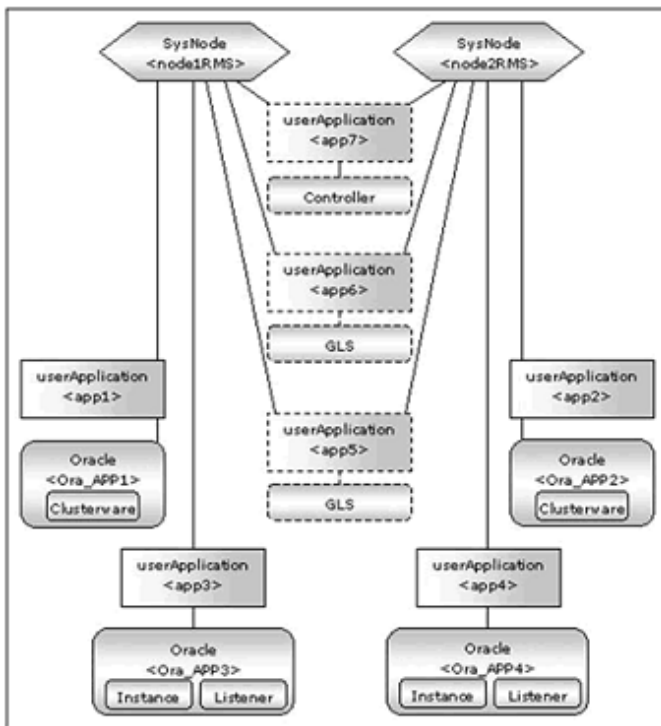 SysNode
<node1RMS>
SysNode
<node2RMS>
userApplication
<app7>
Controller
userApplication
<app6>
GLS
userApplication
<app1>
userApplication
<app2>
userApplication
<app5>
Oracle
<Ora_APP1>
Clusterware
Oracle
<Ora_APP2>
Clusterware
GLS
userApplication
<app3>
userApplication
<app4>
Oracle
<Ora_APP3>
Instance
Listener
Oracle
<Ora_APP4>
Instance
Listener